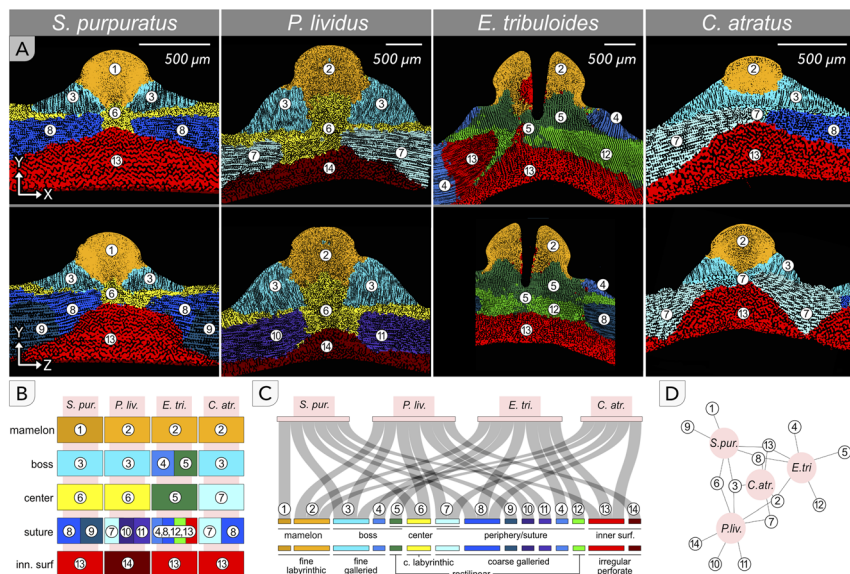 S. purpuratus P. lividus E. tribuloides C. atratus
A 500 µm 500 µm 500 µm 500 µm
1 2 2 2
3 3 3 3 4 3
6 6 5 5 7
8 8 7 7 12 8
13 14 13 13 4 13
Y
X
1 2 2 2
3 3 3 3 4 3
6 6 5 5 7
8 8 10 11 12 8 7 7
9 9 13 14 13 13
Y
Z
B C D
S. pur. P. liv. E. tri. C. atr.
mamelon 1 2 2 2
boss 3 3 4 5 3
center 6 6 5 7
suture 8 9 7 10 11 4,8,12,13 7 8
inn. surf. 13 14 13 13
S. pur. P. liv. E. tri. C. atr.
1 2 3 4 5 6 7 8 9 10 11 4 12 13 14
mamelon boss center periphery/suture inner surf.
fine labyrinthic fine galleried c. labyrinthic coarse galleried irregular perforate
rectilinear
1
9 13 4
S.pur. 8 E.tri 5
6 3 C.atr. 2 12
P.liv. 7
14 10 11